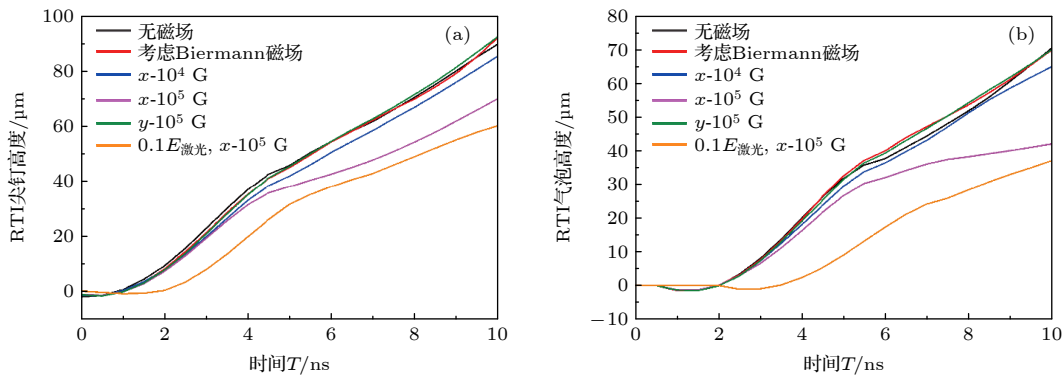 100
80
60
40
20
0
RTI尖钉高度/μm
无磁场
考虑Biermann磁场
x-10⁴ G
x-10⁵ G
y-10⁵ G
0.1E激光, x-10⁵ G
(a)
0 2 4 6 8 10
时间T/ns
80
70
60
50
40
30
20
10
0
−10
RTI气泡高度/μm
无磁场
考虑Biermann磁场
x-10⁴ G
x-10⁵ G
y-10⁵ G
0.1E激光, x-10⁵ G
(b)
0 2 4 6 8 10
时间T/ns